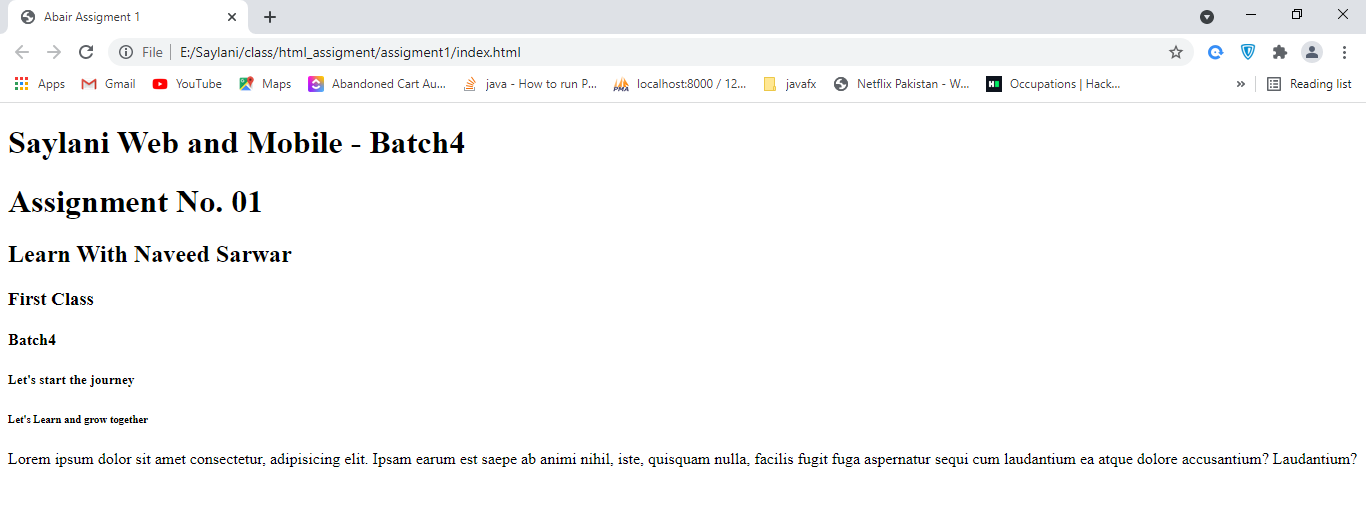 Abair Assigment 1
File | E:/Saylani/class/html_assigment/assigment1/index.html
Apps Gmail YouTube Maps Abandoned Cart Au... java - How to run P... PMA localhost:8000 / 12... javafx Netflix Pakistan - W... H Occupations | Hack... » Reading list
Saylani Web and Mobile - Batch4
Assignment No. 01
Learn With Naveed Sarwar
First Class
Batch4
Let's start the journey
Let's Learn and grow together
Lorem ipsum dolor sit amet consectetur, adipisicing elit. Ipsam earum est saepe ab animi nihil, iste, quisquam nulla, facilis fugit fuga aspernatur sequi cum laudantium ea atque dolore accusantium? Laudantium?